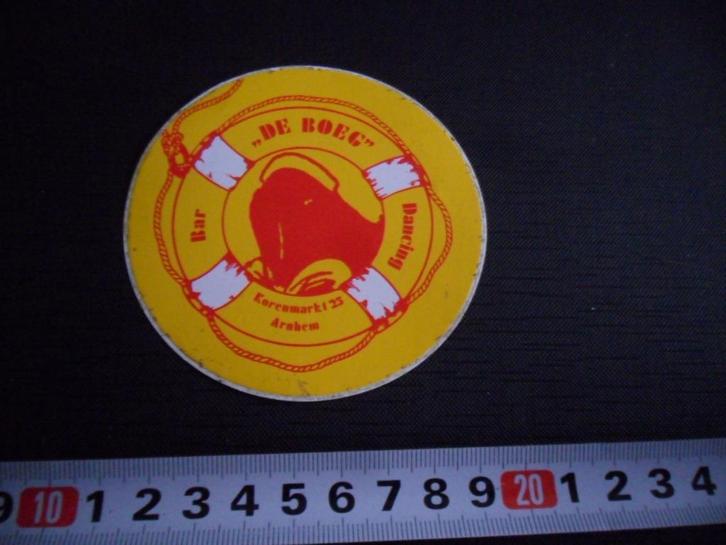 „DE BOEG”
Bar
Dancing
Korenmarkt 25
Arnhem
9 10 1 2 3 4 5 6 7 8 9 20 1 2 3 4